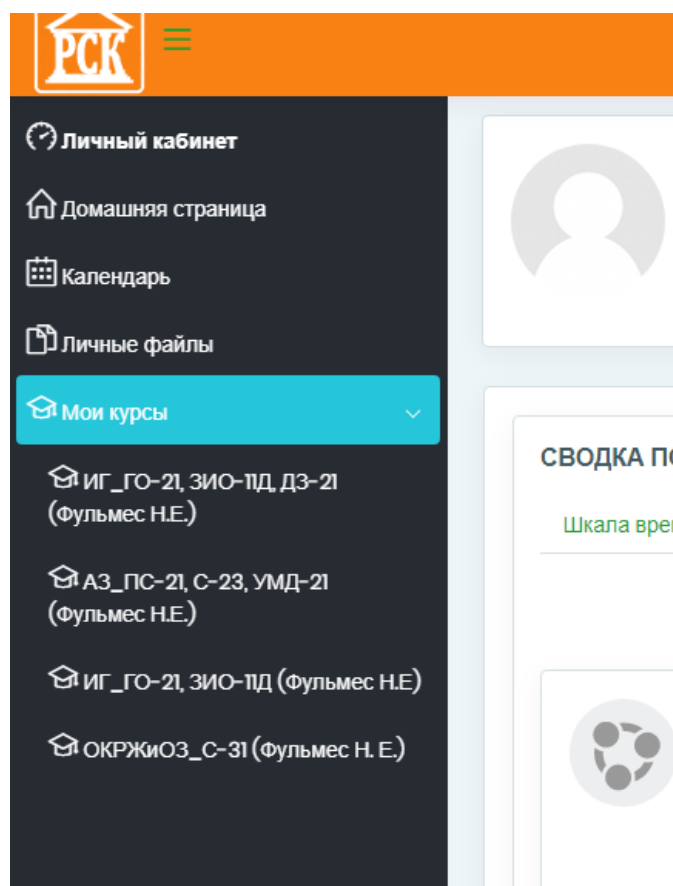 РСК
Личный кабинет
Домашняя страница
Календарь
Личные файлы
Мои курсы
ИГ_ГО-21, ЗИО-11Д, ДЗ-21
(Фульмес Н.Е.)
АЗ_ПС-21, С-23, УМД-21
(Фульмес Н.Е.)
ИГ_ГО-21, ЗИО-11Д (Фульмес Н.Е)
ОКРЖиОЗ_С-31 (Фульмес Н. Е.)
СВОДКА
Шкала